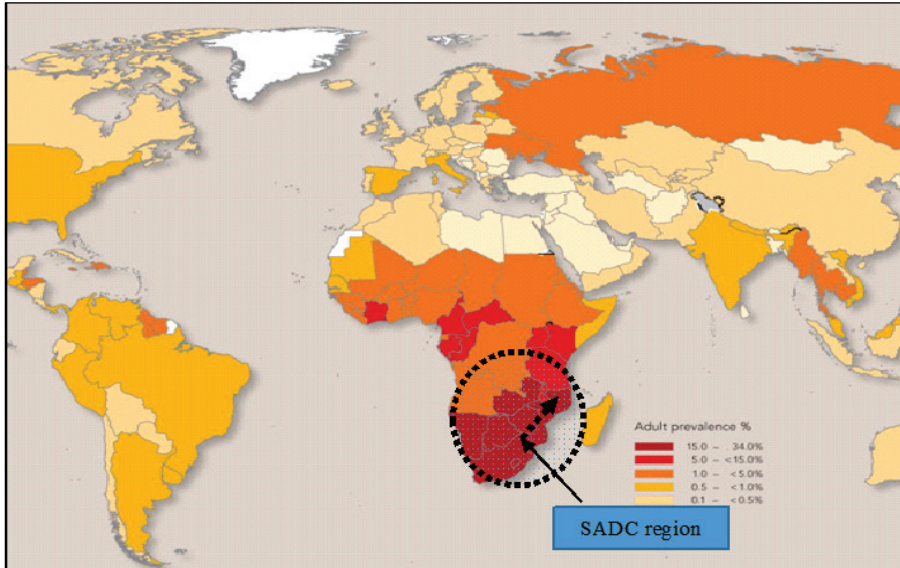 Adult prevalence %
15.0 – . 34.0%
5.0 – <15.0%
1.0 – <5.0%
0.5 – <1.0%
0.1 – <0.5%
SADC region